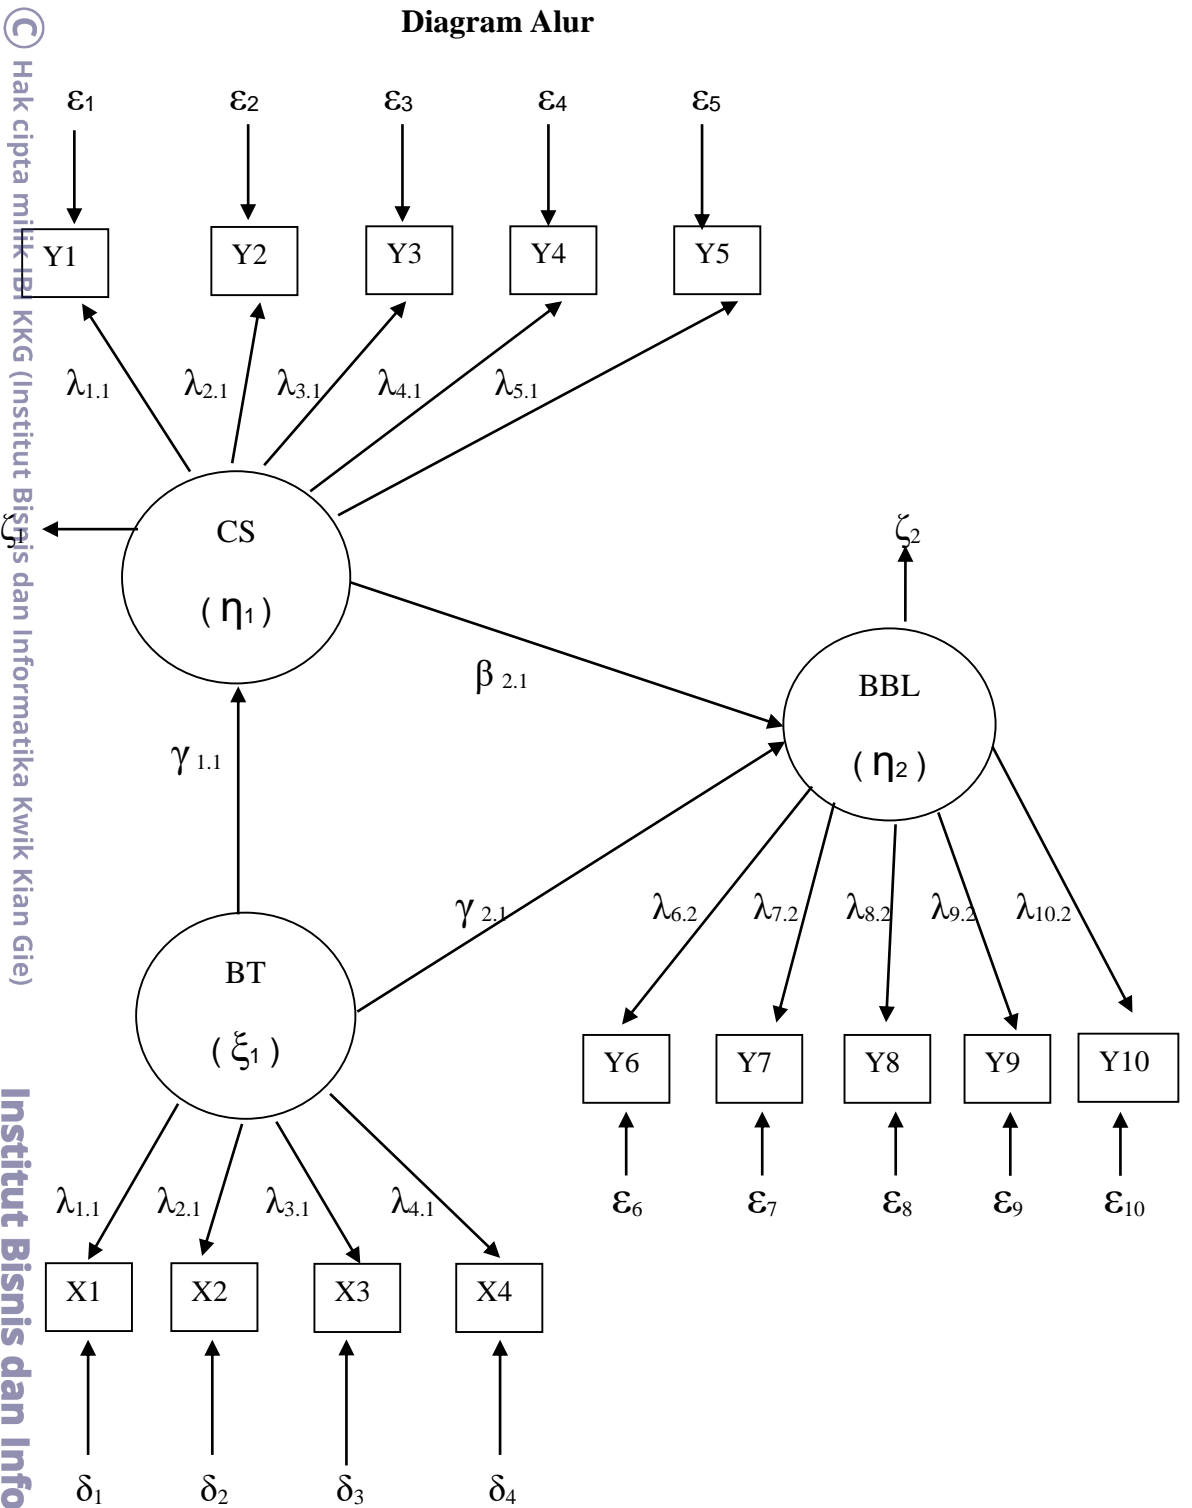 Diagram Alur
ε1 ε2 ε3 ε4 ε5
Y1 Y2 Y3 Y4 Y5
λ1.1 λ2.1 λ3.1 λ4.1 λ5.1
CS
ζ1
( η1 )
ζ2
BBL
( η2 )
β 2.1
γ 1.1
γ 2.1
λ6.2 λ7.2 λ8.2 λ9.2 λ10.2
BT
( ξ1 )
Y6 Y7 Y8 Y9 Y10
ε6 ε7 ε8 ε9 ε10
λ1.1 λ2.1 λ3.1 λ4.1
X1 X2 X3 X4
δ1 δ2 δ3 δ4
© Hak cipta milik IBI KKG (Institut Bisnis dan Informatika Kwik Kian Gie)
Institut Bisnis dan Info